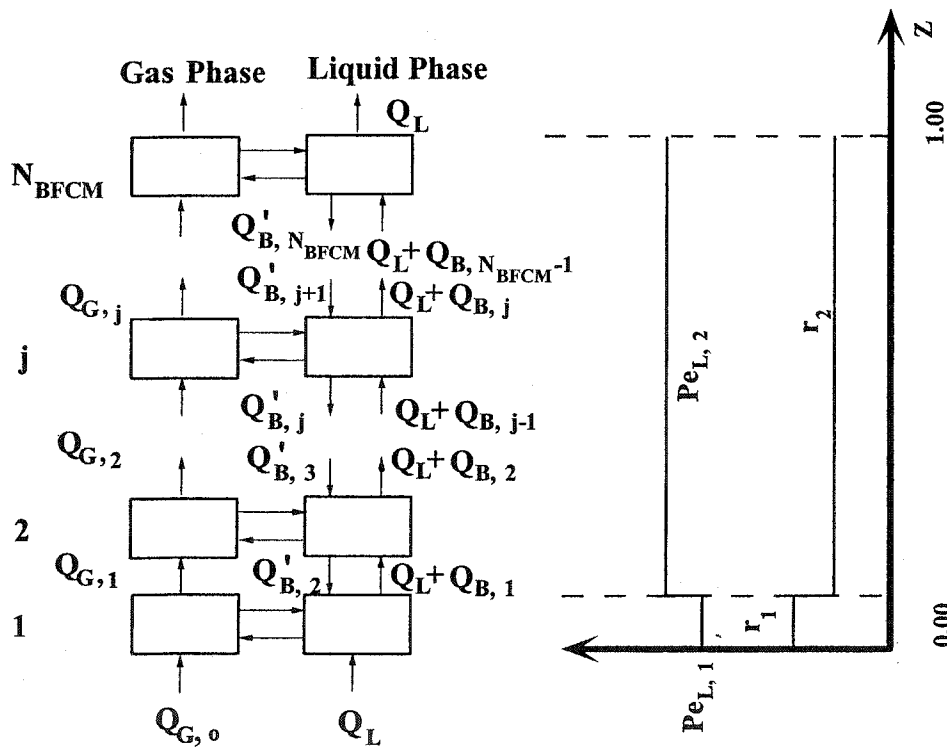 Gas Phase Liquid Phase
Q_L
N_BFCM
Q'_B, N_BFCM Q_L+ Q_B, N_BFCM-1
Q_G, j Q'_B, j+1 Q_L+ Q_B, j
j
Q'_B, j Q_L+ Q_B, j-1
Q_G, 2 Q'_B, 3 Q_L+ Q_B, 2
2
Q_G, 1 Q'_B, 2 Q_L+ Q_B, 1
1
Q_G, o Q_L
Z
1.00
Pe_L, 2
r_2
r_1
0.00
Pe_L, 1